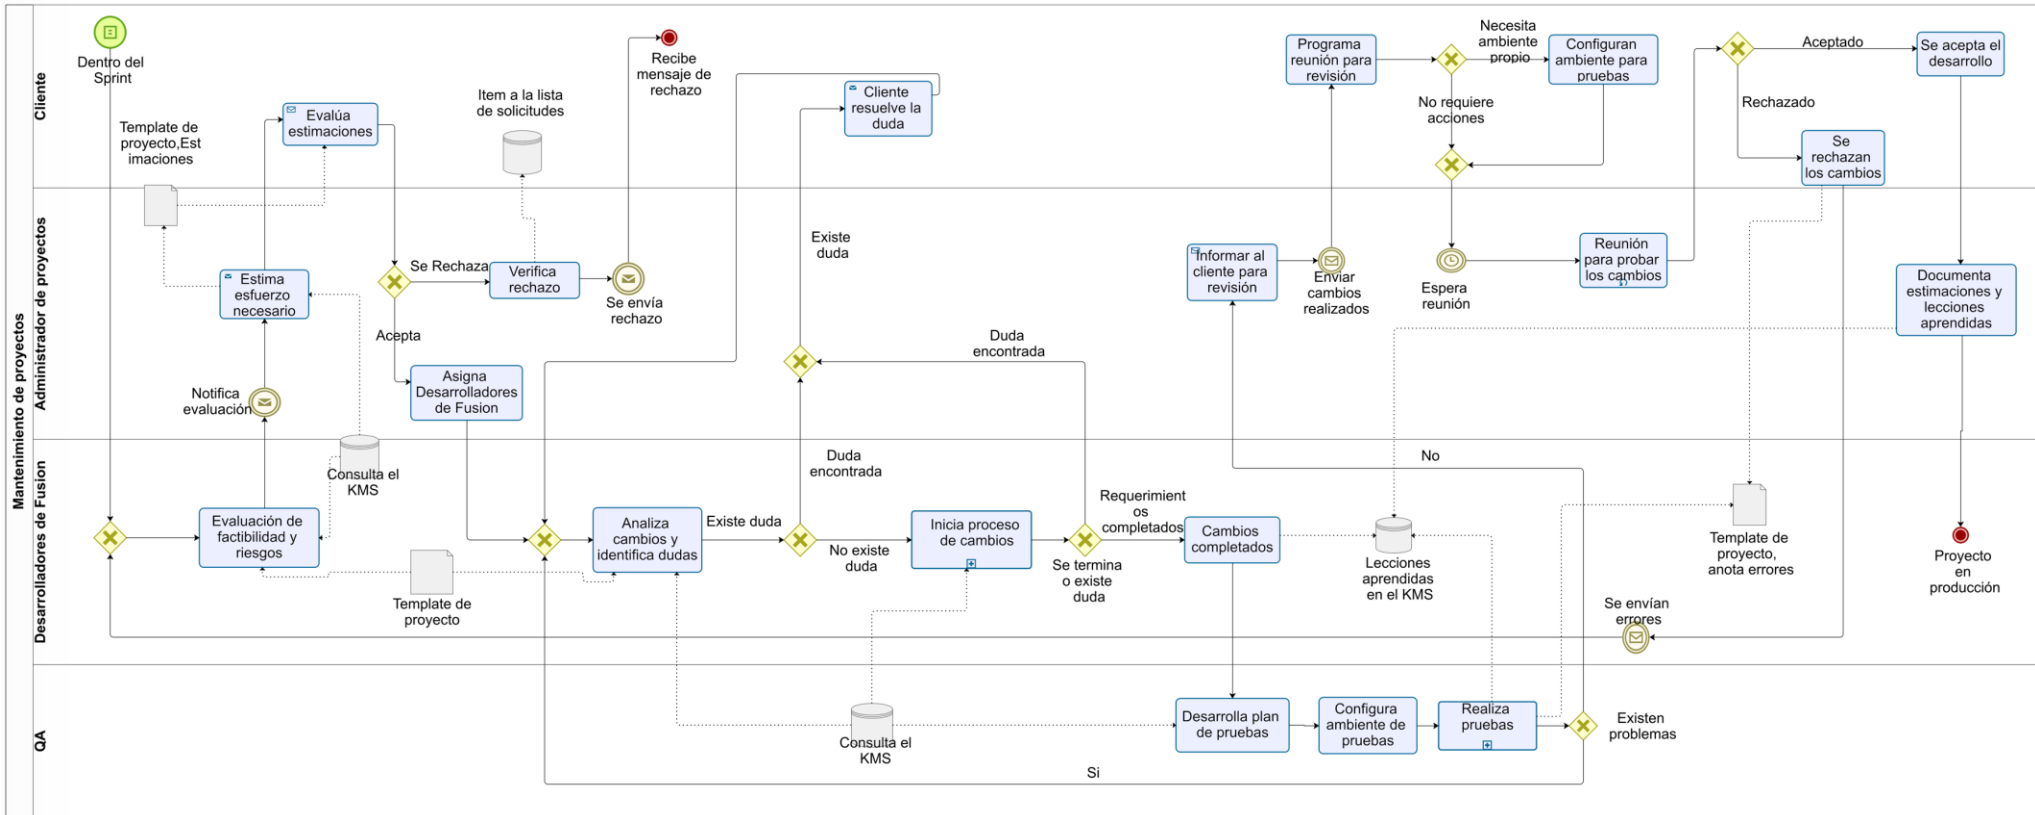 Mantenimiento de proyectos
Cliente
Dentro del
Sprint
Template de
proyecto,Est
imaciones
Evalúa
estimaciones
Item a la lista
de solicitudes
Recibe
mensaje de
rechazo
Cliente
resuelve la
duda
Programa
reunión para
revisión
Necesita
ambiente
propio
Configuran
ambiente para
pruebas
No requiere
acciones
Aceptado
Se acepta el
desarrollo
Rechazado
Se
rechazan
los cambios
Administrador de proyectos
Estima
esfuerzo
necesario
Notifica
evaluación
Se Rechaza
Verifica
rechazo
Se envía
rechazo
Acepta
Asigna
Desarrolladores
de Fusion
Existe
duda
Duda
encontrada
Informar al
cliente para
revisión
Enviar
cambios
realizados
Espera
reunión
Reunión
para probar
los cambios
Documenta
estimaciones y
lecciones
aprendidas
Desarrolladores de Fusion
Consulta el
KMS
Evaluación de
factibilidad y
riesgos
Template de
proyecto
Analiza
cambios y
identifica dudas
Existe duda
Duda
encontrada
No existe
duda
Inicia proceso
de cambios
Se termina
o existe
duda
Requerimient
os
completados
Cambios
completados
Lecciones
aprendidas
en el KMS
No
Template de
proyecto,
anota errores
Se envían
errores
Proyecto
en
producción
QA
Consulta el
KMS
Desarrolla plan
de pruebas
Configura
ambiente de
pruebas
Realiza
pruebas
Existen
problemas
Si